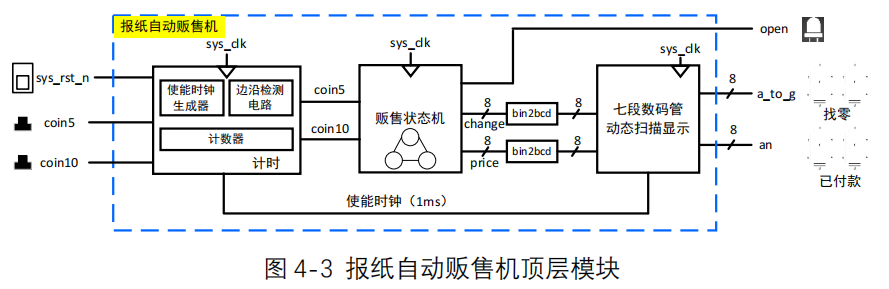 报纸自动贩售机
open
sys_clk
sys_clk
sys_clk
sys_rst_n
使能时钟
生成器
边沿检测
电路
coin5
8
a_to_g
贩售状态机
8
change
bin2bcd
8
七段数码管
动态扫描显示
找零
coin5
计数器
coin10
8
price
bin2bcd
8
8
an
coin10
计时
已付款
使能时钟（1ms）
图 4-3 报纸自动贩售机顶层模块